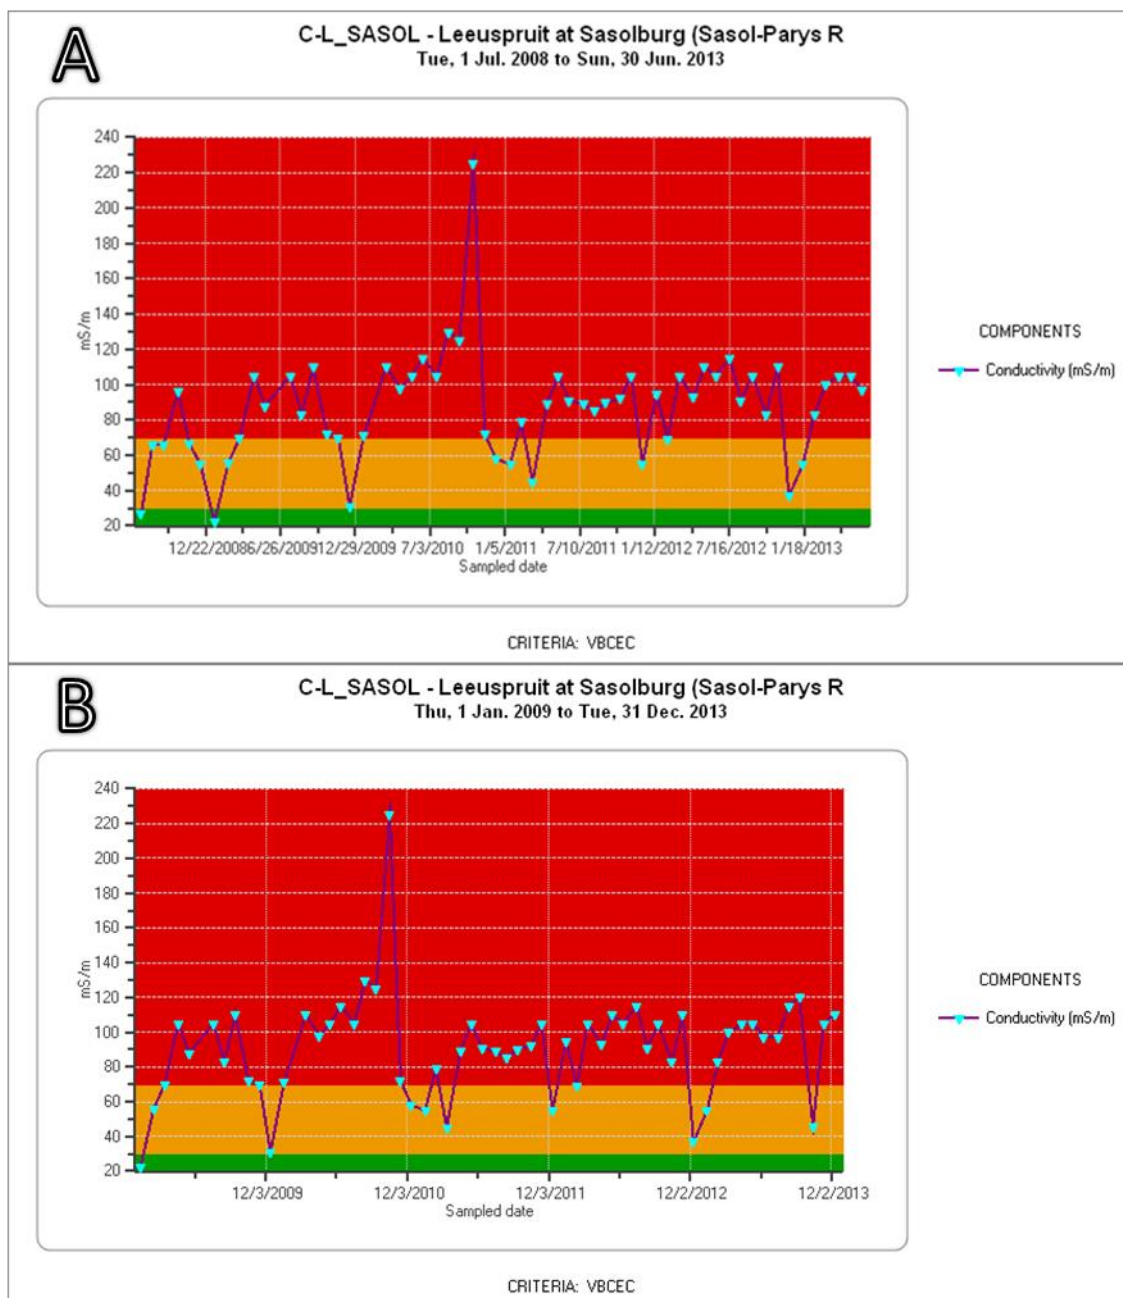 A
C-L_SASOL - Leeuspruit at Sasolburg (Sasol-Parys R
Tue, 1 Jul. 2008 to Sun, 30 Jun. 2013
240
220
200
180
160
140
120
100
80
60
40
20
mS/m
12/22/2008 6/26/2009 12/29/2009 7/3/2010 1/5/2011 7/10/2011 1/12/2012 7/16/2012 1/18/2013
Sampled date
COMPONENTS
Conductivity (mS/m)
CRITERIA: VBCEC
B
C-L_SASOL - Leeuspruit at Sasolburg (Sasol-Parys R
Thu, 1 Jan. 2009 to Tue, 31 Dec. 2013
240
220
200
180
160
140
120
100
80
60
40
20
mS/m
12/3/2009 12/3/2010 12/3/2011 12/2/2012 12/2/2013
Sampled date
COMPONENTS
Conductivity (mS/m)
CRITERIA: VBCEC